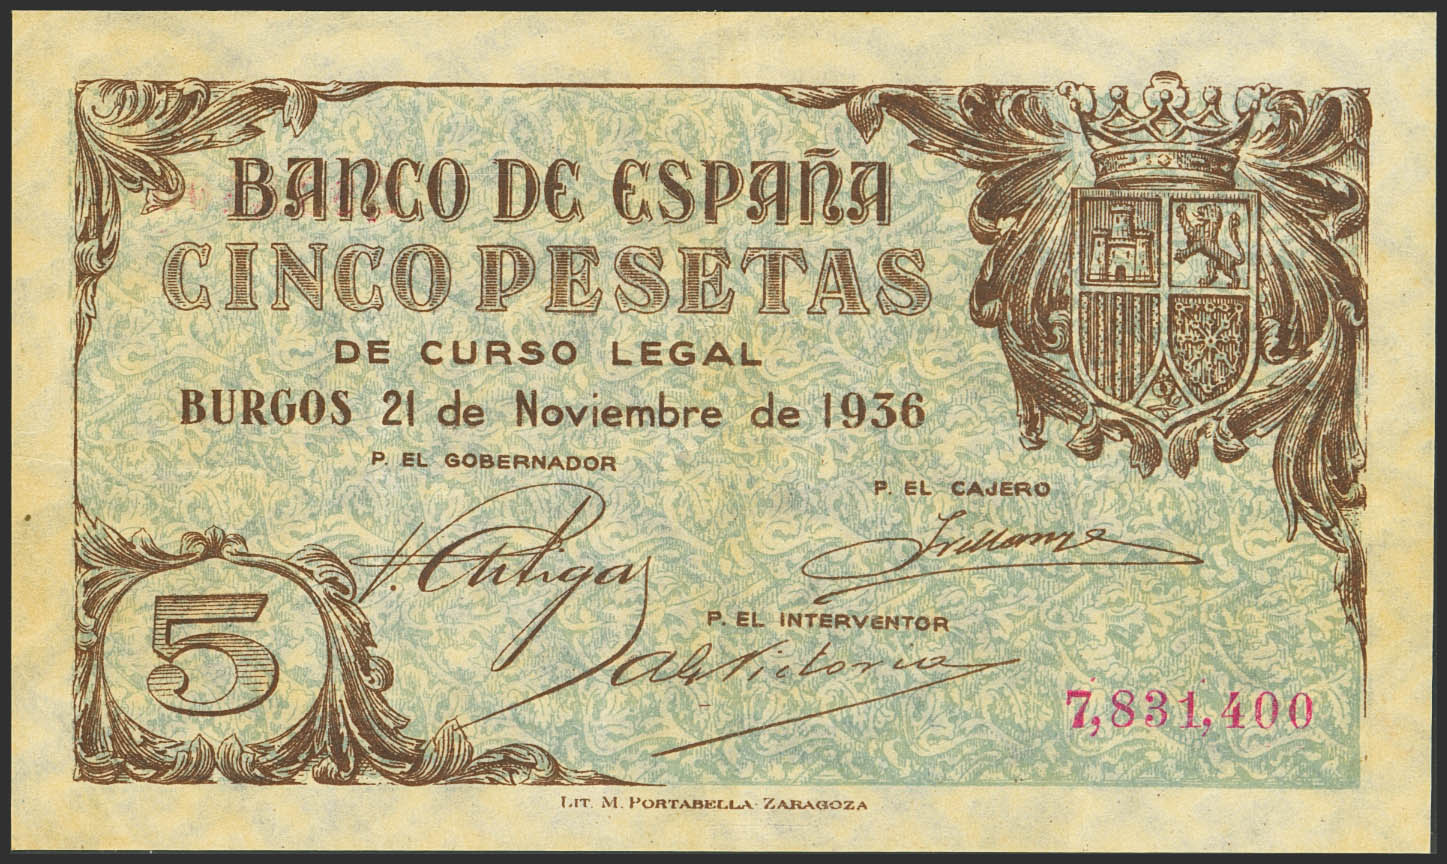 BANCO DE ESPAÑA
CINCO PESETAS
DE CURSO LEGAL
BURGOS 21 de Noviembre de 1936
P. EL GOBERNADOR
P. EL CAJERO
P. EL INTERVENTOR
5
7,831,400
LIT. M. PORTABELLA-ZARAGOZA